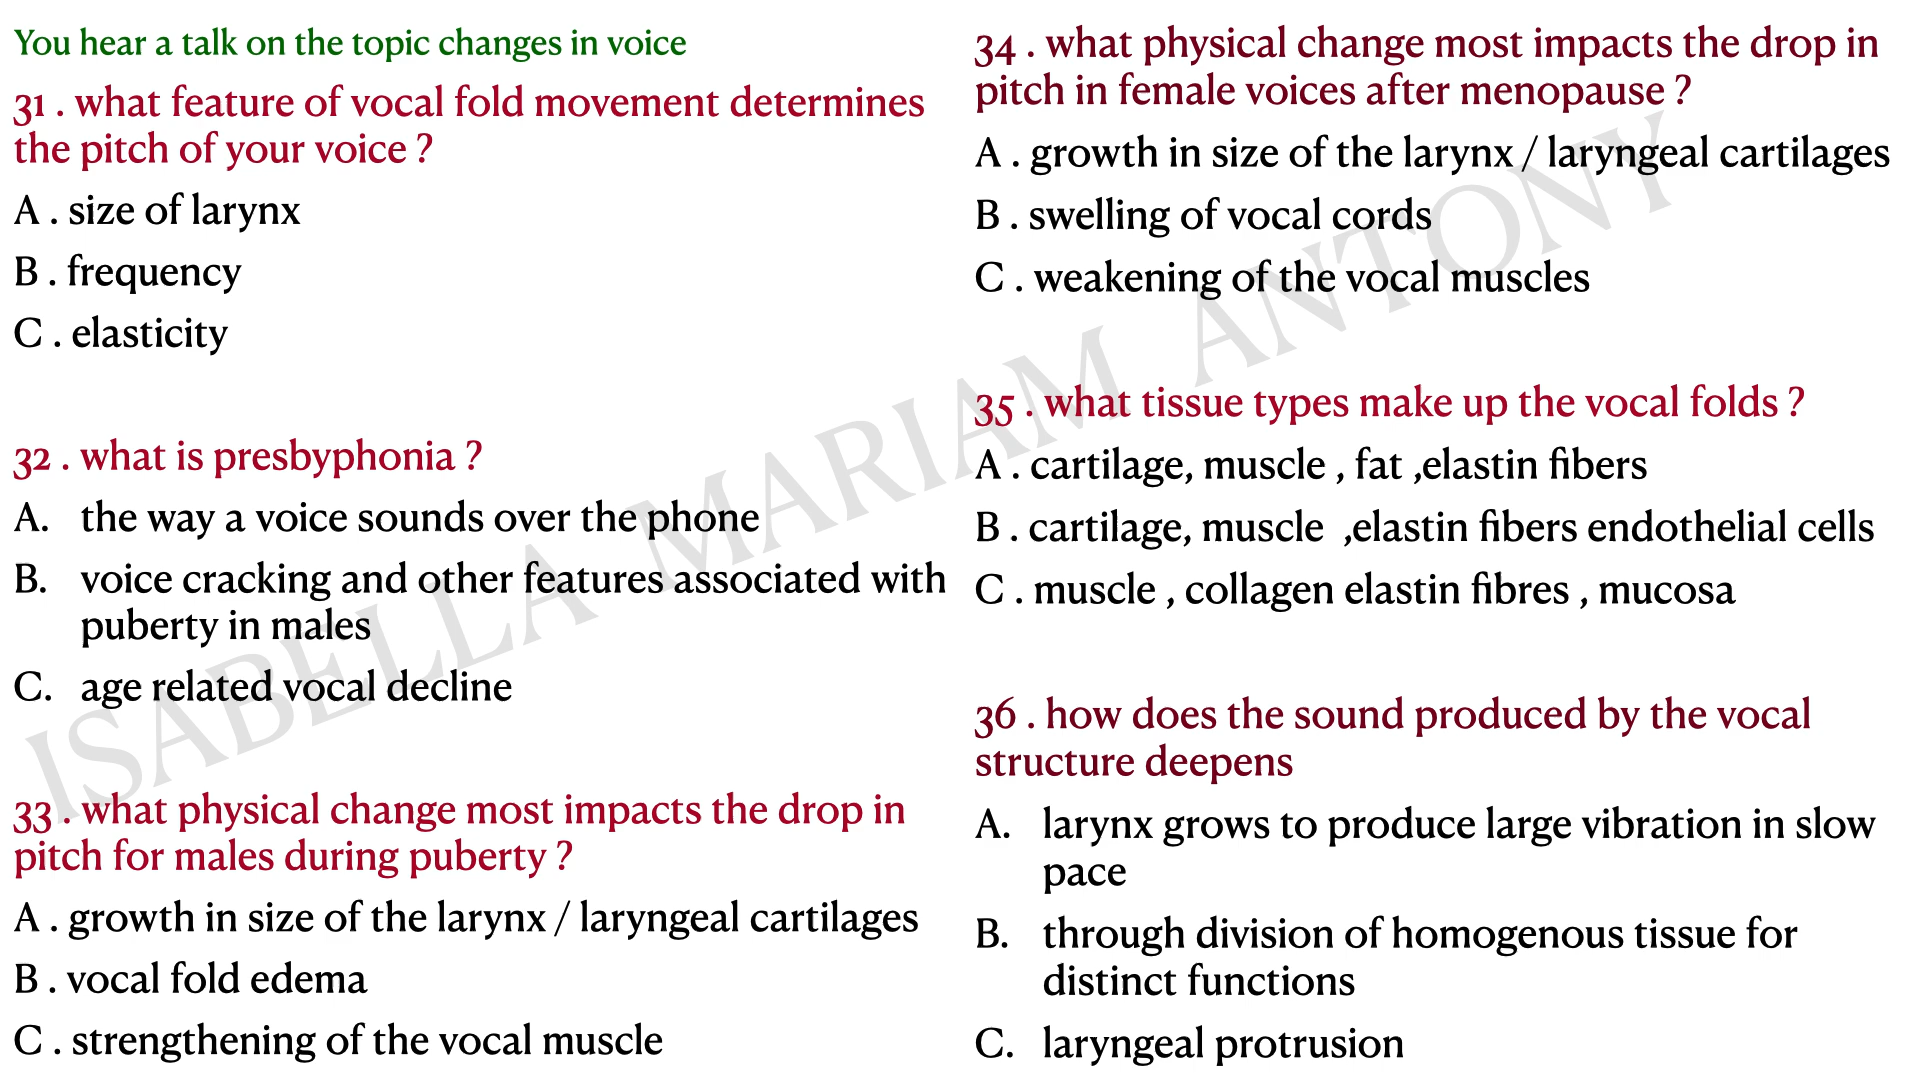 You hear a talk on the topic changes in voice
31 . what feature of vocal fold movement determines
the pitch of your voice ?
A . size of larynx
B . frequency
C . elasticity
32 . what is presbyphonia ?
A. the way a voice sounds over the phone
B. voice cracking and other features associated with
puberty in males
C. age related vocal decline
33 . what physical change most impacts the drop in
pitch for males during puberty ?
A . growth in size of the larynx / laryngeal cartilages
B . vocal fold edema
C . strengthening of the vocal muscle
34 . what physical change most impacts the drop in
pitch in female voices after menopause ?
A . growth in size of the larynx / laryngeal cartilages
B . swelling of vocal cords
C . weakening of the vocal muscles
35 . what tissue types make up the vocal folds ?
A . cartilage, muscle , fat ,elastin fibers
B . cartilage, muscle ,elastin fibers endothelial cells
C . muscle , collagen elastin fibres , mucosa
36 . how does the sound produced by the vocal
structure deepens
A. larynx grows to produce large vibration in slow
pace
B. through division of homogenous tissue for
distinct functions
C. laryngeal protrusion
ISABELLA MARIAM ANTONY